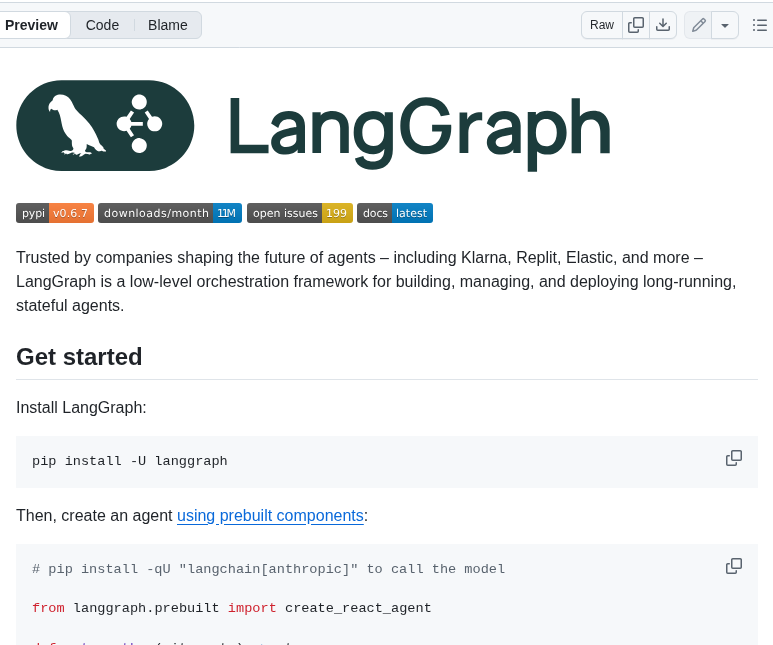 Preview Code Blame Raw
LangGraph
pypi v0.6.7 downloads/month 11M open issues 199 docs latest
Trusted by companies shaping the future of agents – including Klarna, Replit, Elastic, and more –
LangGraph is a low-level orchestration framework for building, managing, and deploying long-running,
stateful agents.
Get started
Install LangGraph:
pip install -U langgraph
Then, create an agent using prebuilt components:
# pip install -qU "langchain[anthropic]" to call the model
from langgraph.prebuilt import create_react_agent